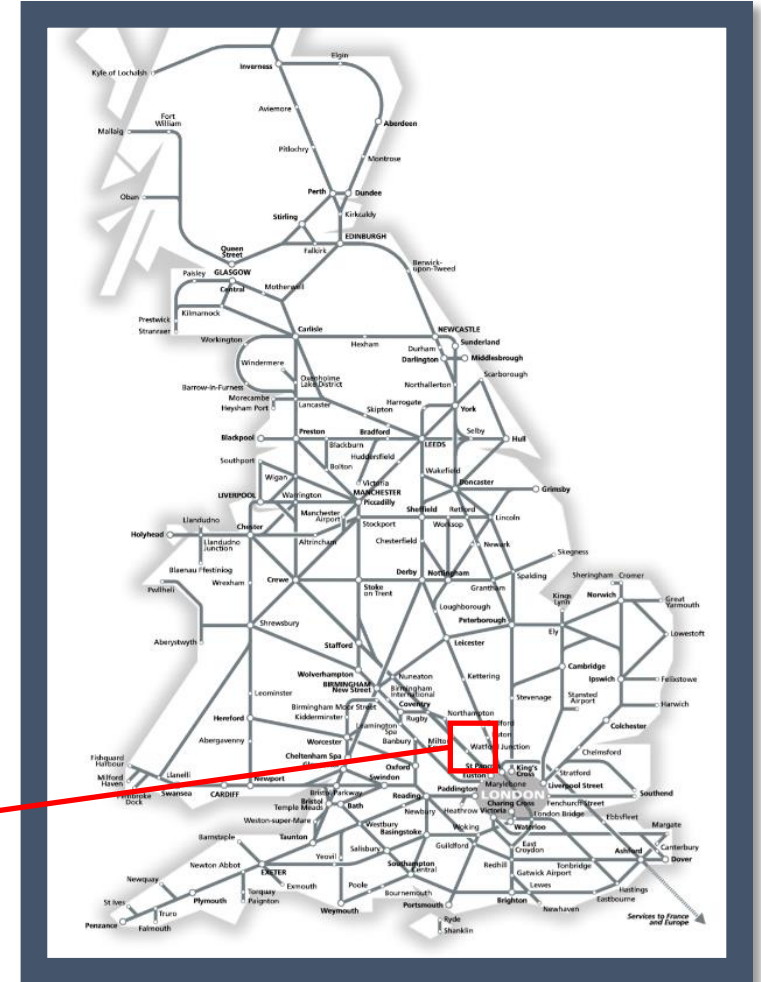 Elgin
Inverness
Kyle of Lochalsh
Aviemore
Fort
William
Mallaig
Aberdeen
Pitlochry
Montrose
Perth
Dundee
Oban
Stirling
Kirkcaldy
EDINBURGH
Queen
Street
Falkirk
Berwick-
upon-Tweed
Paisley
GLASGOW
Central
Motherwell
Kilmarnock
Prestwick
Stranraer
Carlisle
NEWCASTLE
Workington
Hexham
Durham
Sunderland
Darlington
Middlesbrough
Windermere
Oxenholme
Lake District
Scarborough
Barrow-in-Furness
Northallerton
Morecambe
Heysham Port
Lancaster
Harrogate
York
Skipton
Blackpool
Preston
Bradford
Selby
Blackburn
LEEDS
Hull
Southport
Huddersfield
Bolton
Wakefield
Wigan
Victoria
Doncaster
MANCHESTER
Grimsby
LIVERPOOL
Warrington
Piccadilly
Manchester
Airport
Sheffield
Retford
Llandudno
Chester
Stockport
Worksop
Lincoln
Holyhead
Llandudno
Junction
Altrincham
Chesterfield
Newark
Skegness
Blaenau Ffestiniog
Derby
Nottingham
Wrexham
Crewe
Stoke
on Trent
Grantham
Spalding
Sheringham
Cromer
Pwllheli
Kings
Lynn
Norwich
Great
Yarmouth
Loughborough
Shrewsbury
Peterborough
Ely
Lowestoft
Aberystwyth
Stafford
Leicester
Wolverhampton
Nuneaton
Kettering
Cambridge
BIRMINGHAM
New Street
Birmingham
International
Ipswich
Felixstowe
Leominster
Coventry
Stevenage
Stansted
Airport
Birmingham Moor Street
Northampton
Harwich
Kidderminster
Rugby
Hereford
Leamington
Spa
Colchester
Worcester
Banbury
Watford Junction
Abergavenny
Chelmsford
Cheltenham Spa
Oxford
Fishguard
Harbour
King's
Cross
Llanelli
Newport
Swindon
Euston
Stratford
Milford
Haven
Marylebone
Liverpool Street
Swansea
CARDIFF
Bristol Parkway
Reading
Paddington
LONDON
Southend
Bristol
Temple Meads
Bath
Newbury
Heathrow
Victoria
Charing Cross
Fenchurch Street
Weston-super-Mare
London Bridge
Ebbsfleet
Westbury
Basingstoke
Woking
Waterloo
Margate
Barnstaple
Taunton
East
Croydon
Canterbury
Salisbury
Guildford
Ashford
Dover
Yeovil
Redhill
Tonbridge
Newton Abbot
Southampton
Central
Gatwick Airport
EXETER
Newquay
Exmouth
Poole
Lewes
Hastings
Torquay
Paignton
Bournemouth
Eastbourne
St Ives
Plymouth
Weymouth
Portsmouth
Brighton
Newhaven
Truro
Ryde
Services to France
and Europe
Penzance
Falmouth
Shanklin